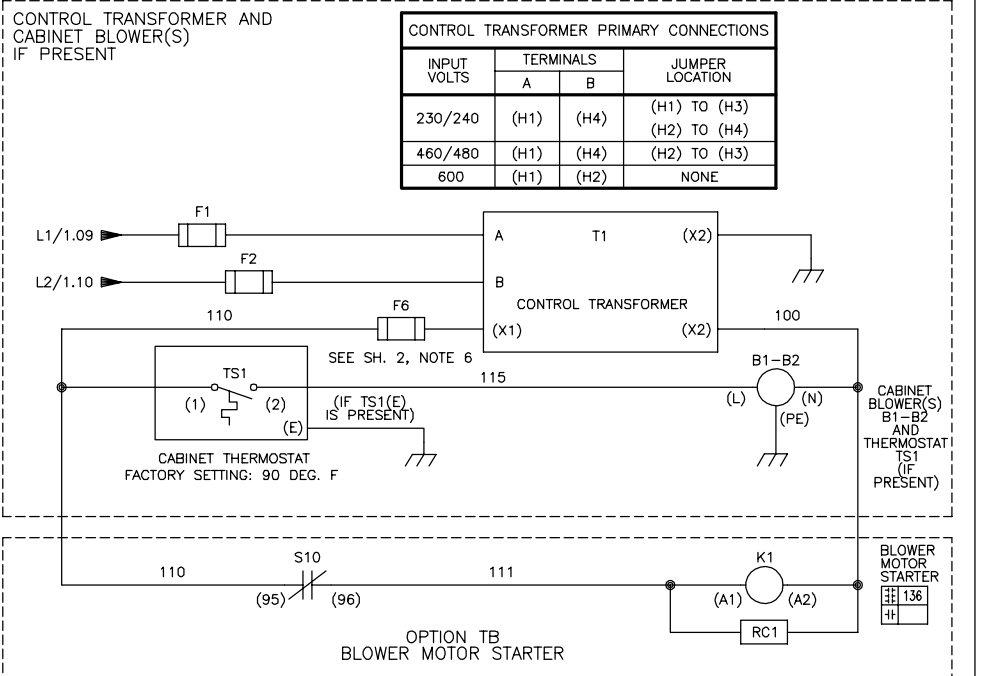 CONTROL TRANSFORMER AND
CABINET BLOWER(S)
IF PRESENT
CONTROL TRANSFORMER PRIMARY CONNECTIONS
INPUT VOLTS
TERMINALS
JUMPER LOCATION
A
B
230/240
(H1)
(H4)
(H1) TO (H3)
(H2) TO (H4)
460/480
(H1)
(H4)
(H2) TO (H3)
600
(H1)
(H2)
NONE
L1/1.09
F1
A
T1
(X2)
L2/1.10
F2
B
CONTROL TRANSFORMER
110
F6
(X1)
(X2)
100
SEE SH. 2, NOTE 6
TS1
(1)
(2)
(E)
115
(IF TS1(E)
IS PRESENT)
B1-B2
(L)
(N)
(PE)
CABINET
BLOWER(S)
B1-B2
AND
THERMOSTAT
TS1
(IF
PRESENT)
CABINET THERMOSTAT
FACTORY SETTING: 90 DEG. F
110
S10
(95)
(96)
111
K1
(A1)
(A2)
RC1
BLOWER
MOTOR
STARTER
136
OPTION TB
BLOWER MOTOR STARTER